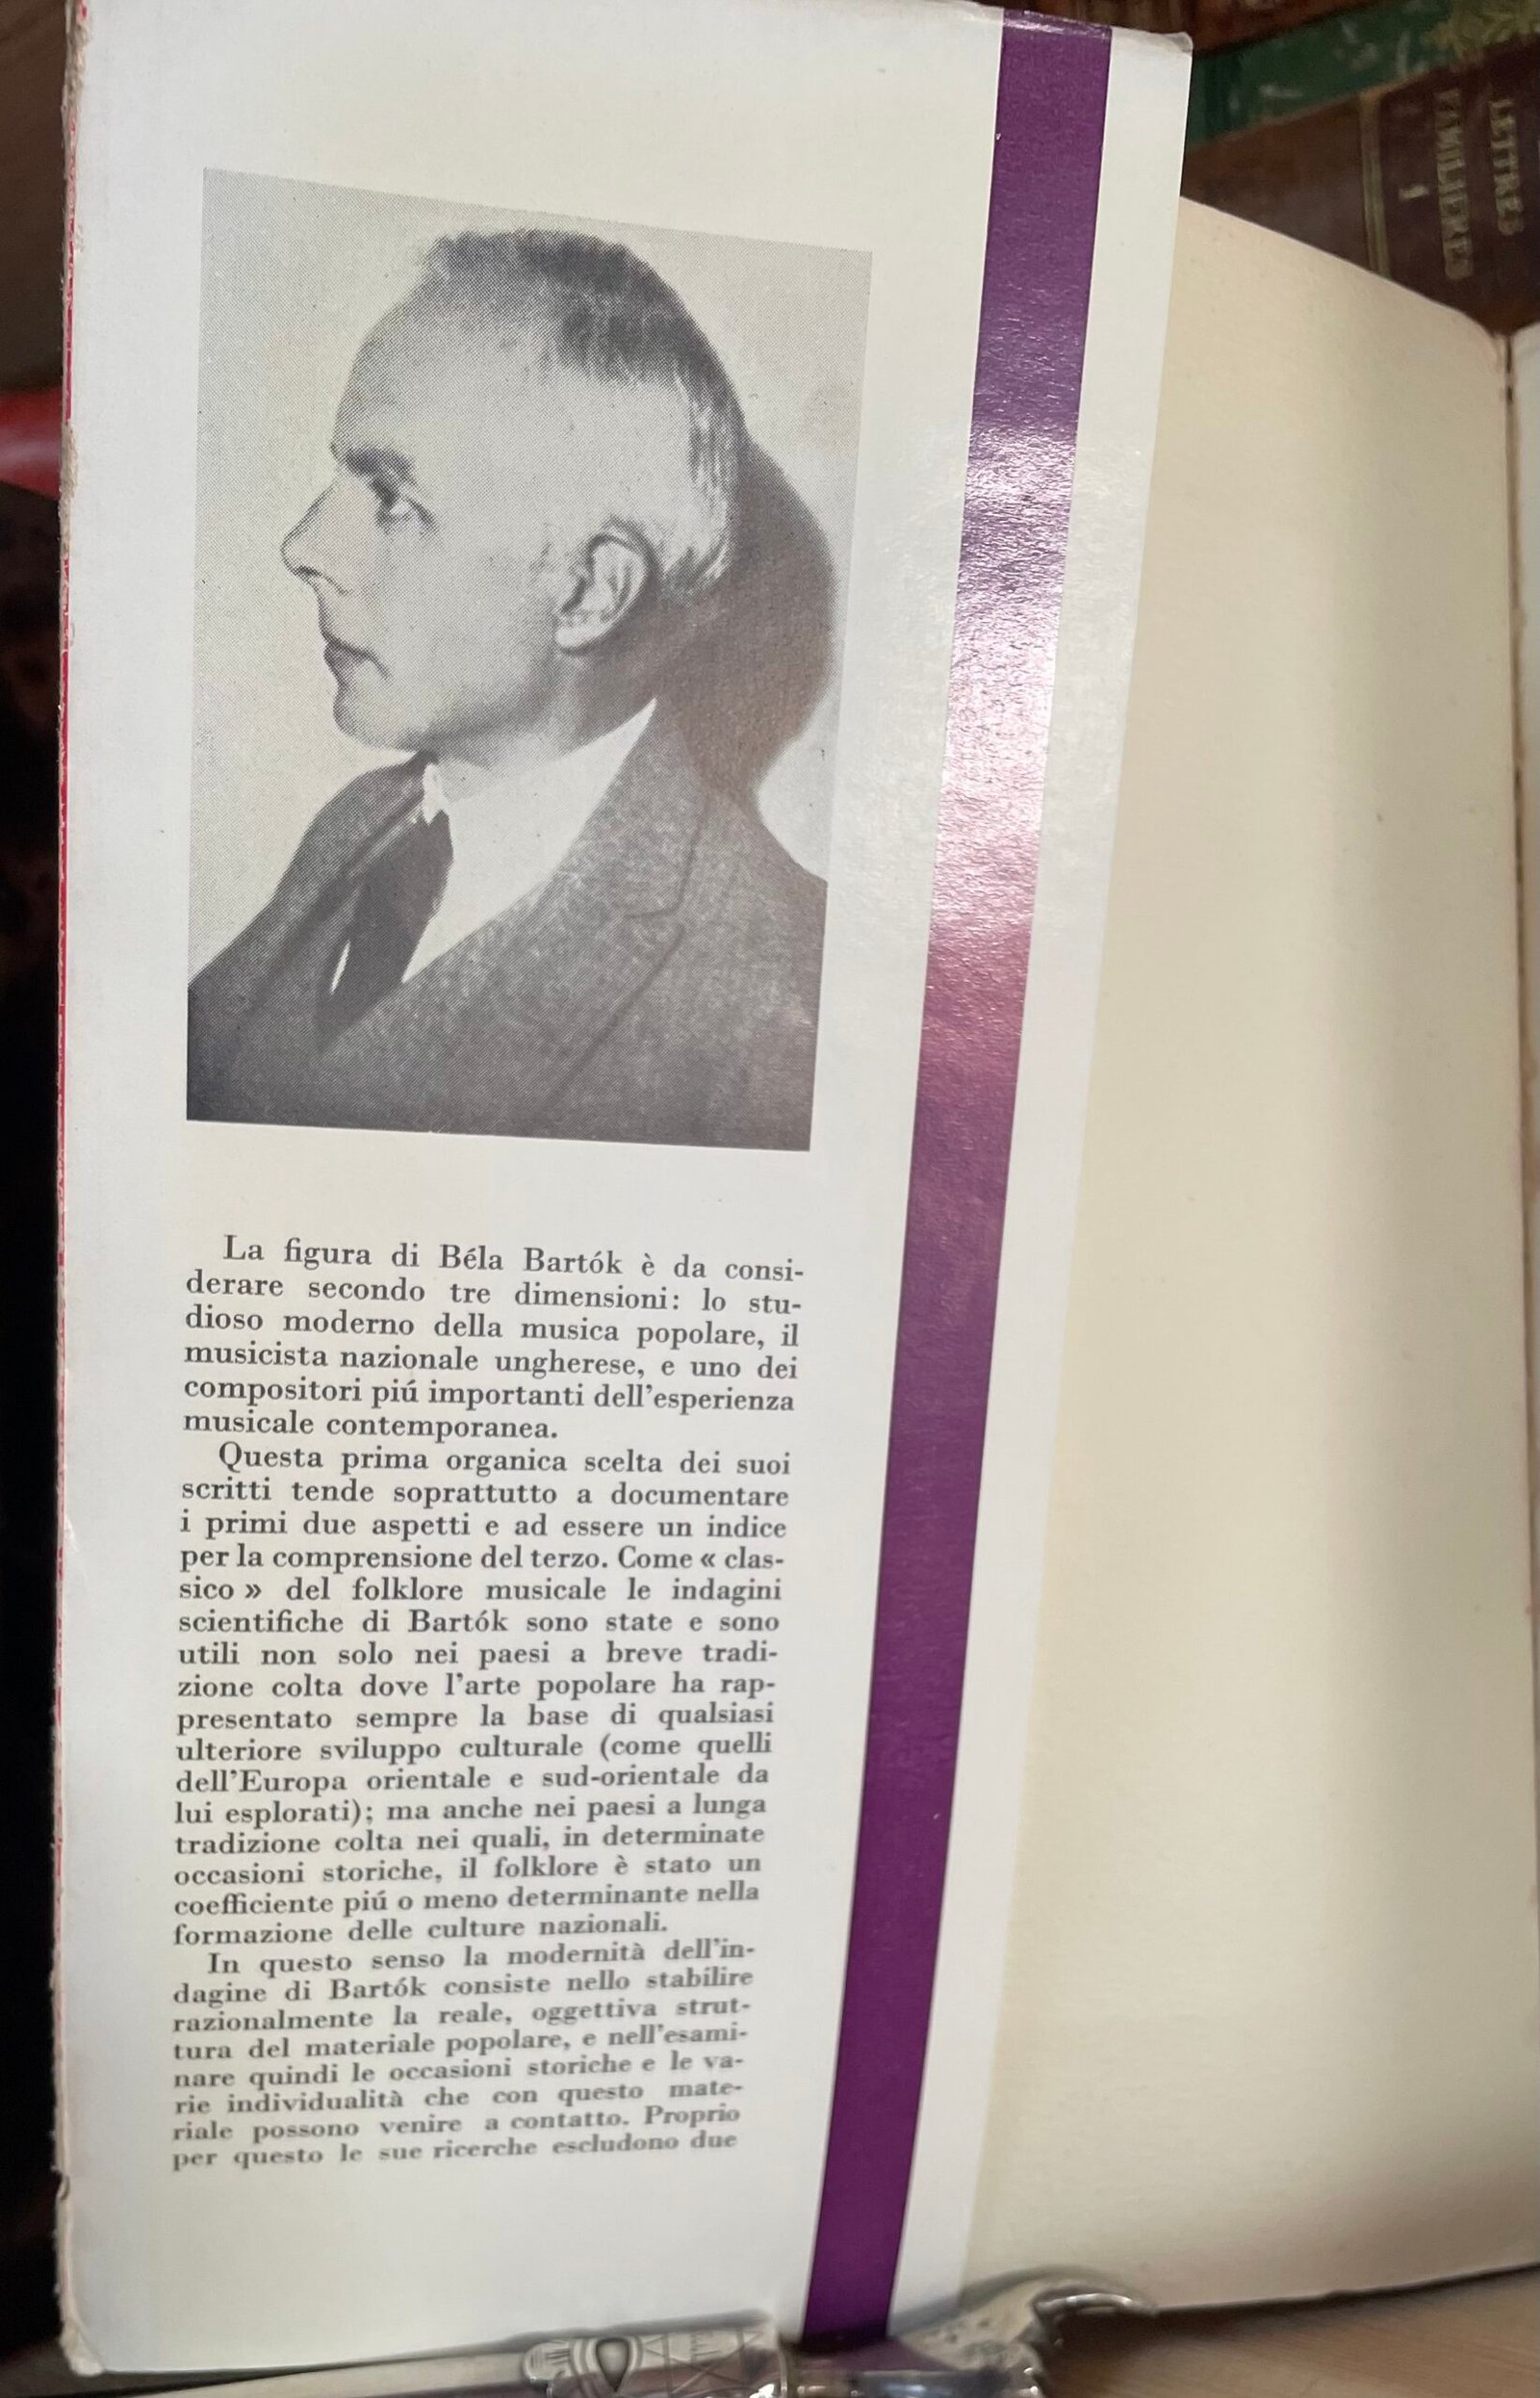 LETTRES
FAMILIERES
1
La figura di Béla Bartók è da consi-
derare secondo tre dimensioni: lo stu-
dioso moderno della musica popolare, il
musicista nazionale ungherese, e uno dei
compositori piú importanti dell'esperienza
musicale contemporanea.
Questa prima organica scelta dei suoi
scritti tende soprattutto a documentare
i primi due aspetti e ad essere un indice
per la comprensione del terzo. Come « clas-
sico » del folklore musicale le indagini
scientifiche di Bartók sono state e sono
utili non solo nei paesi a breve tradi-
zione colta dove l'arte popolare ha rap-
presentato sempre la base di qualsiasi
ulteriore sviluppo culturale (come quelli
dell'Europa orientale e sud-orientale da
lui esplorati); ma anche nei paesi a lunga
tradizione colta nei quali, in determinate
occasioni storiche, il folklore è stato un
coefficiente piú o meno determinante nella
formazione delle culture nazionali.
In questo senso la modernità dell'in-
dagine di Bartók consiste nello stabilire
razionalmente la reale, oggettiva strut-
tura del materiale popolare, e nell'esami-
nare quindi le occasioni storiche e le va-
rie individualità che con questo mate-
riale possono venire a contatto. Proprio
per questo le sue ricerche escludono due